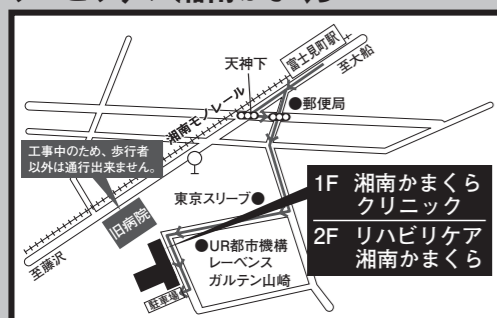 富士見町駅
至大船
天神下
●郵便局
湘南モノレール
工事中のため、歩行者
以外は通行出来ません。
旧病院
至藤沢
東京スリーブ●
1F 湘南かまくら
クリニック
2F リハビリケア
湘南かまくら
●UR都市機構
レーベンス
ガルテン山崎
駐車場